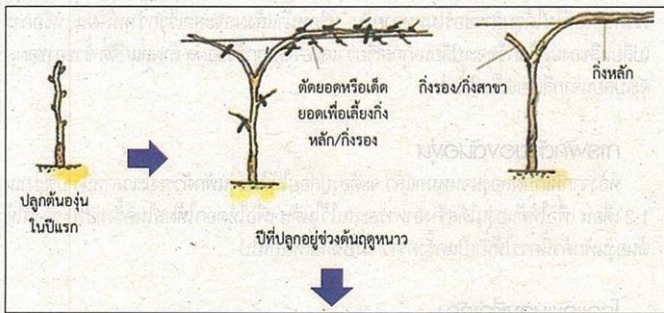 ปลูกต้นองุ่น
ในปีแรก
ตัดยอดหรือเด็ด
ยอดเพื่อเลี้ยงกิ่ง
หลัก/กิ่งรอง
กิ่งรอง/กิ่งสาขา
กิ่งหลัก
ปีที่ปลูกอยู่ช่วงต้นฤดูหนาว